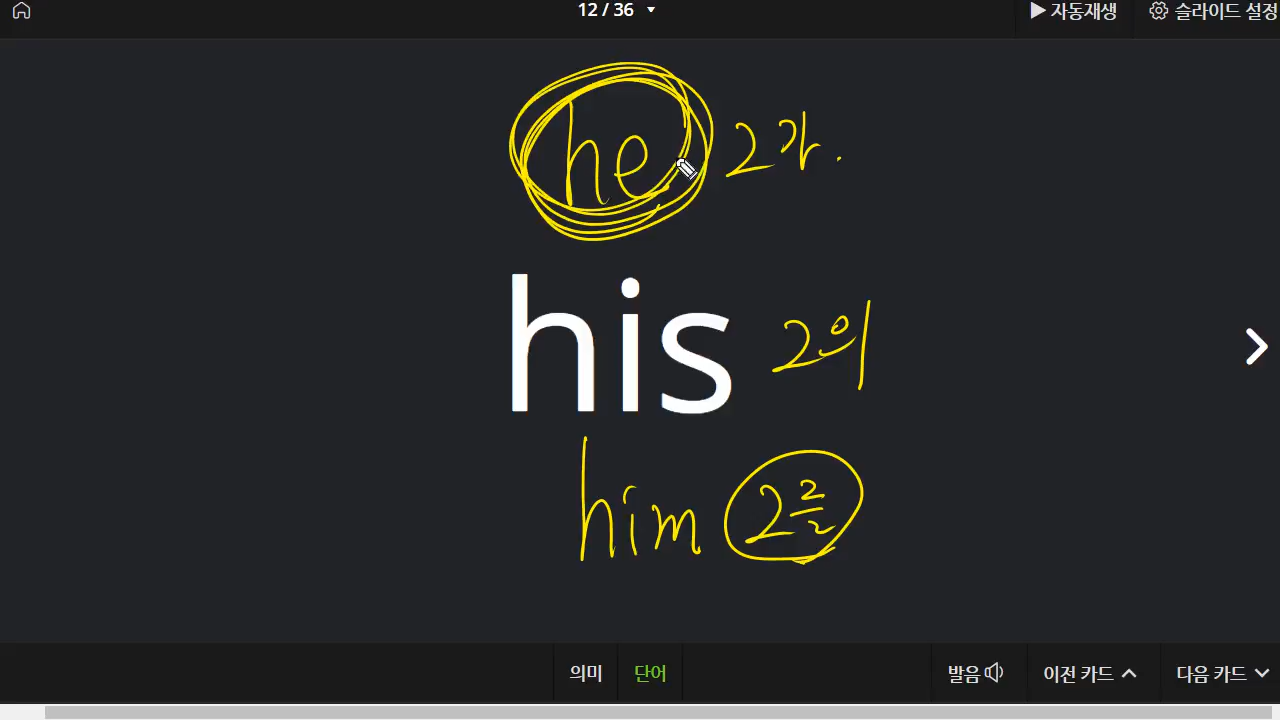 12 / 36
자동재생
슬라이드 설정
he 그가.
his 그의
him 그를
의미
단어
발음
이전 카드
다음 카드